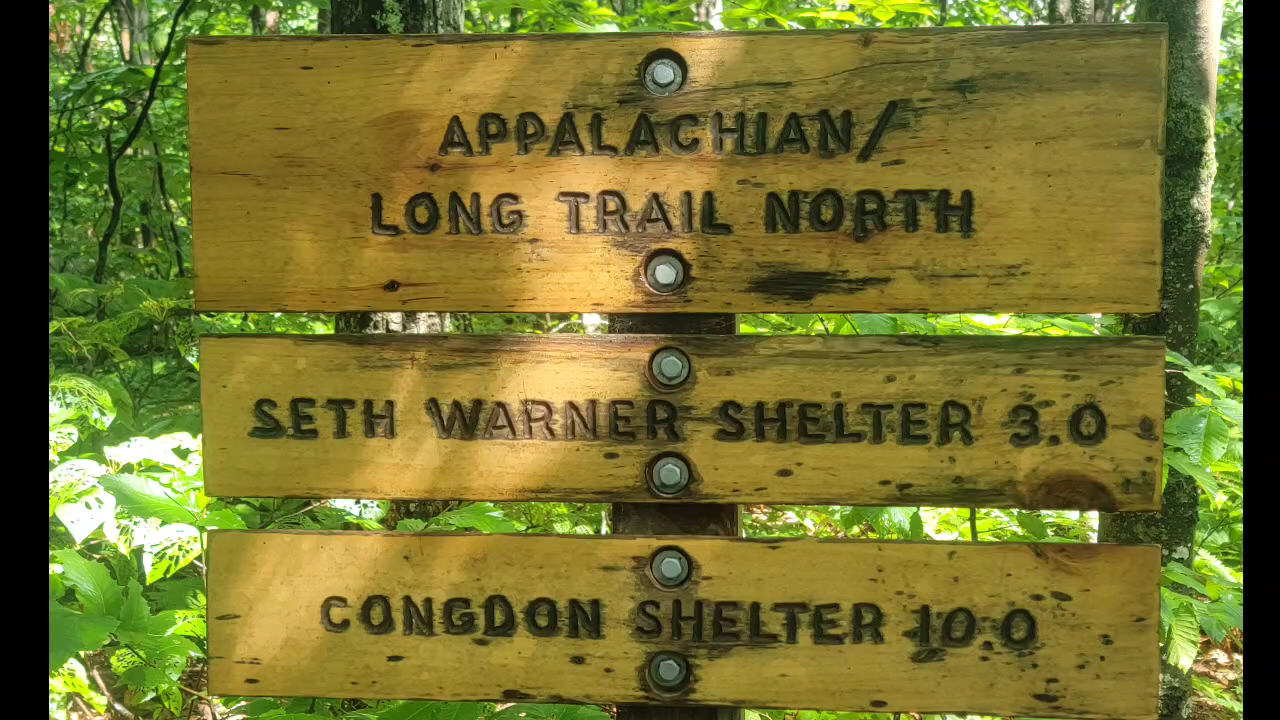 APPALACHIAN/
LONG TRAIL NORTH
SETH WARNER SHELTER 3.0
CONGDON SHELTER 10.0